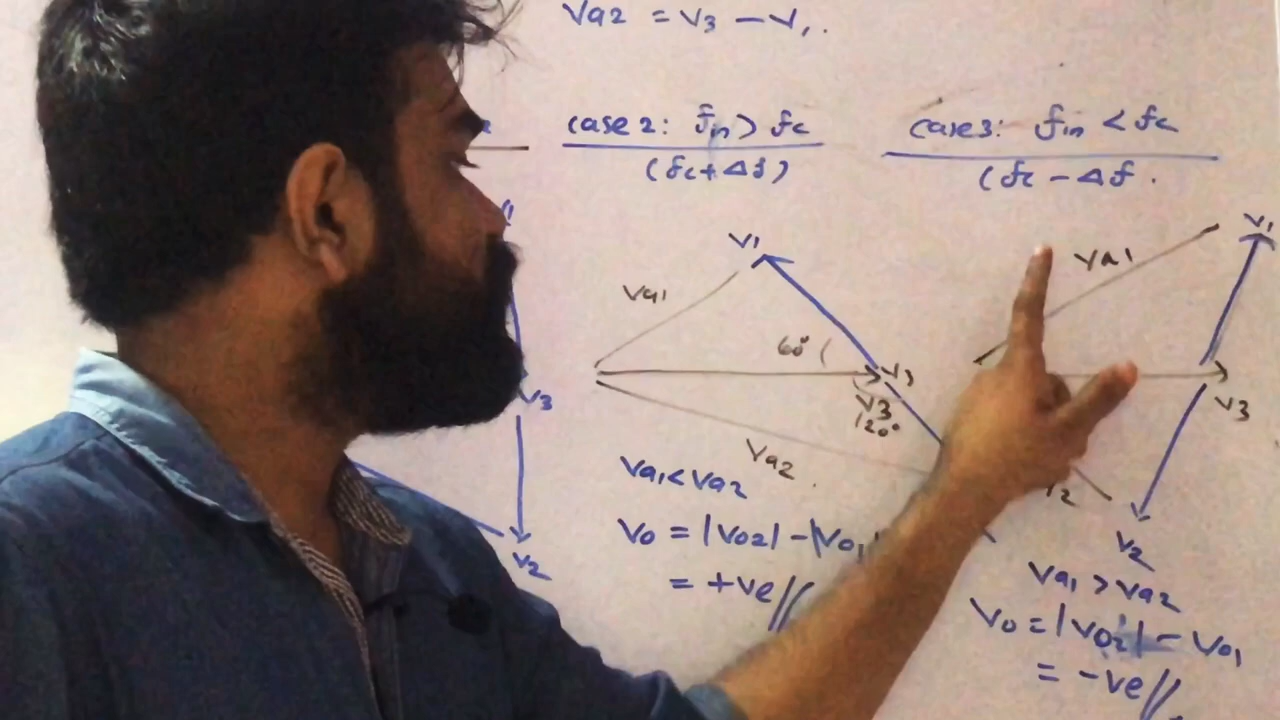 Va2 = V3 - V1.
case 2: fin > fc
(fc + Δf)
case3: fin < fc
(fc - Δf.
V1
Va1
60°
V3
V3
120°
Va2
Va1 < Va2
Vo = |Vo2| - |Vo1
= +ve//
V3
V2
Va1
V1
V3
V2
Va1 > Va2
Vo = |Vo2| - Vo1
= -ve//